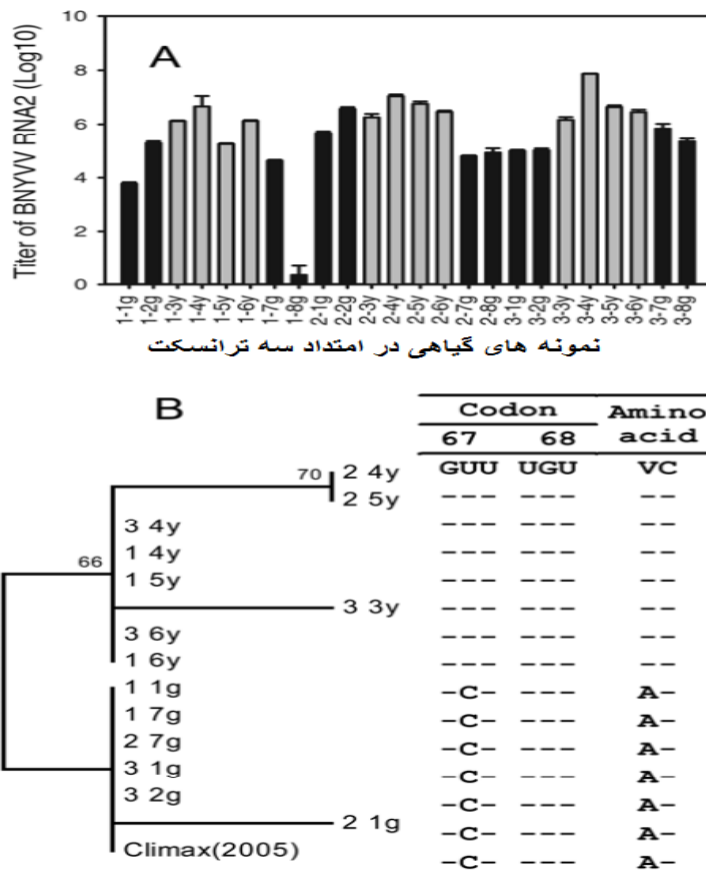 A
Titer of BNYVV RNA2 (Log10)
10
8
6
4
2
0
1-1g 1-2g 1-3y 1-4y 1-5y 1-6y 1-7g 1-8g 2-1g 2-2g 2-3y 2-4y 2-5y 2-6y 2-7g 2-8g 3-1g 3-2g 3-3y 3-4y 3-5y 3-6y 3-7g 3-8g
نمونه های گیاهی در امتداد سه ترانسکت
B
Codon Amino acid
67 68
70 2 4y GUU UGU VC
2 5y --- --- --
3 4y --- --- --
66 1 4y --- --- --
1 5y --- --- --
3 3y --- --- --
3 6y --- --- --
1 6y --- --- --
1 1g -C- --- A-
1 7g -C- --- A-
2 7g -C- --- A-
3 1g -C- --- A-
3 2g -C- --- A-
2 1g -C- --- A-
Climax(2005) -C- --- A-